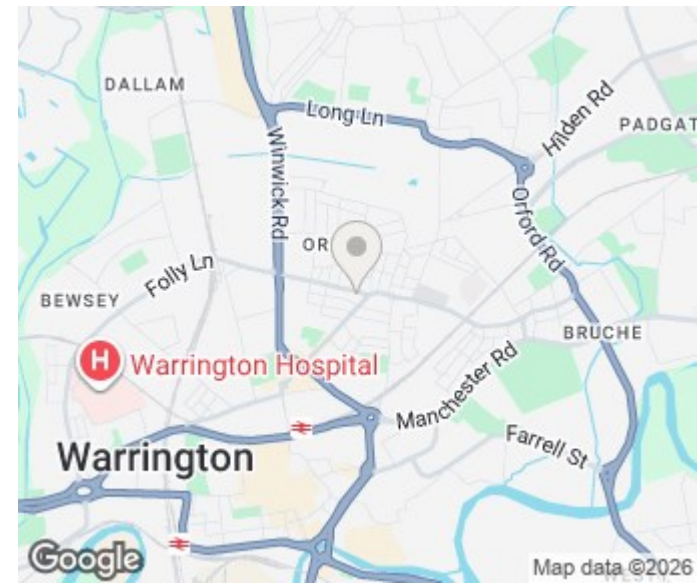 DALLAM
Long Ln
Hilden Rd
PADGAT
Winwick Rd
Orford Rd
OR
Folly Ln
BEWSEY
BRUCHE
H
Warrington Hospital
Manchester Rd
Farrell St
Warrington
Google
Map data ©2026